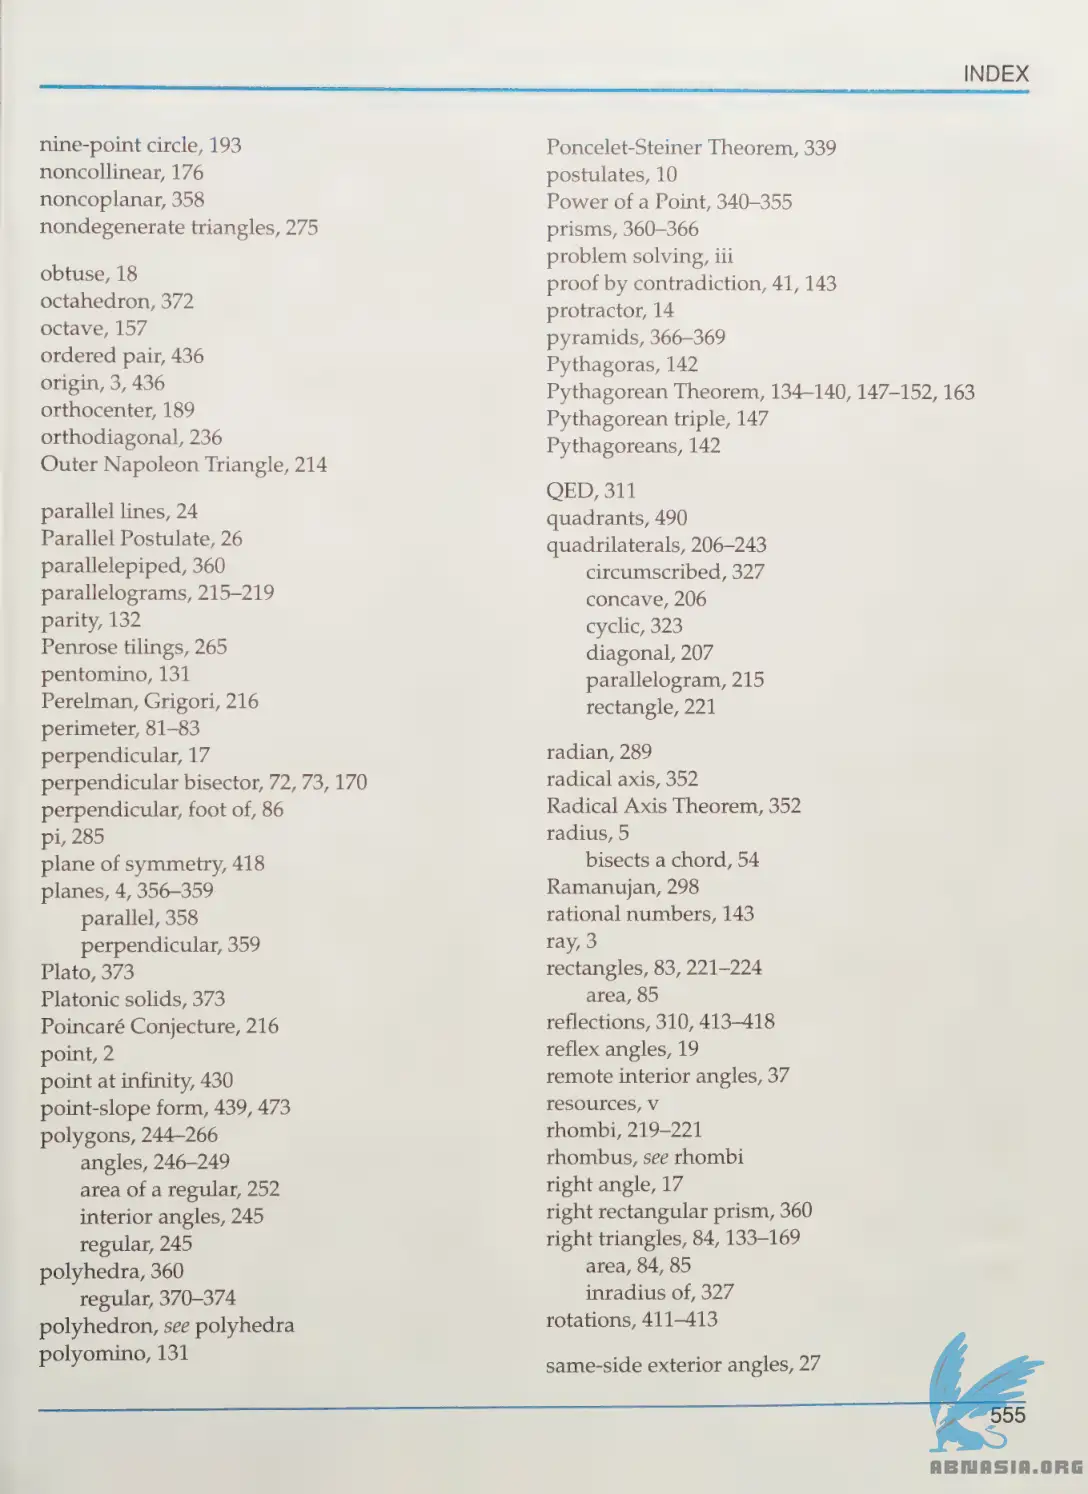 INDEX
nine-point circle, 193
noncollinear, 176
noncoplanar, 358
nondegenerate triangles, 275
obtuse, 18
octahedron, 372
octave, 157
ordered pair, 436
origin, 3, 436
orthocenter, 189
orthodiagonal, 236
Outer Napoleon Triangle, 214
parallel lines, 24
Parallel Postulate, 26
parallelepiped, 360
parallelograms, 215–219
parity, 132
Penrose tilings, 265
pentomino, 131
Perelman, Grigori, 216
perimeter, 81–83
perpendicular, 17
perpendicular bisector, 72, 73, 170
perpendicular, foot of, 86
pi, 285
plane of symmetry, 418
planes, 4, 356–359
parallel, 358
perpendicular, 359
Plato, 373
Platonic solids, 373
Poincaré Conjecture, 216
point, 2
point at infinity, 430
point-slope form, 439, 473
polygons, 244–266
angles, 246–249
area of a regular, 252
interior angles, 245
regular, 245
polyhedra, 360
regular, 370–374
polyhedron, see polyhedra
polyomino, 131
Poncelet-Steiner Theorem, 339
postulates, 10
Power of a Point, 340–355
prisms, 360–366
problem solving, iii
proof by contradiction, 41, 143
protractor, 14
pyramids, 366–369
Pythagoras, 142
Pythagorean Theorem, 134–140, 147–152, 163
Pythagorean triple, 147
Pythagoreans, 142
QED, 311
quadrants, 490
quadrilaterals, 206–243
circumscribed, 327
concave, 206
cyclic, 323
diagonal, 207
parallelogram, 215
rectangle, 221
radian, 289
radical axis, 352
Radical Axis Theorem, 352
radius, 5
bisects a chord, 54
Ramanujan, 298
rational numbers, 143
ray, 3
rectangles, 83, 221–224
area, 85
reflections, 310, 413–418
reflex angles, 19
remote interior angles, 37
resources, v
rhombi, 219–221
rhombus, see rhombi
right angle, 17
right rectangular prism, 360
right triangles, 84, 133–169
area, 84, 85
inradius of, 327
rotations, 411–413
same-side exterior angles, 27
555
ABNASIA.ORG